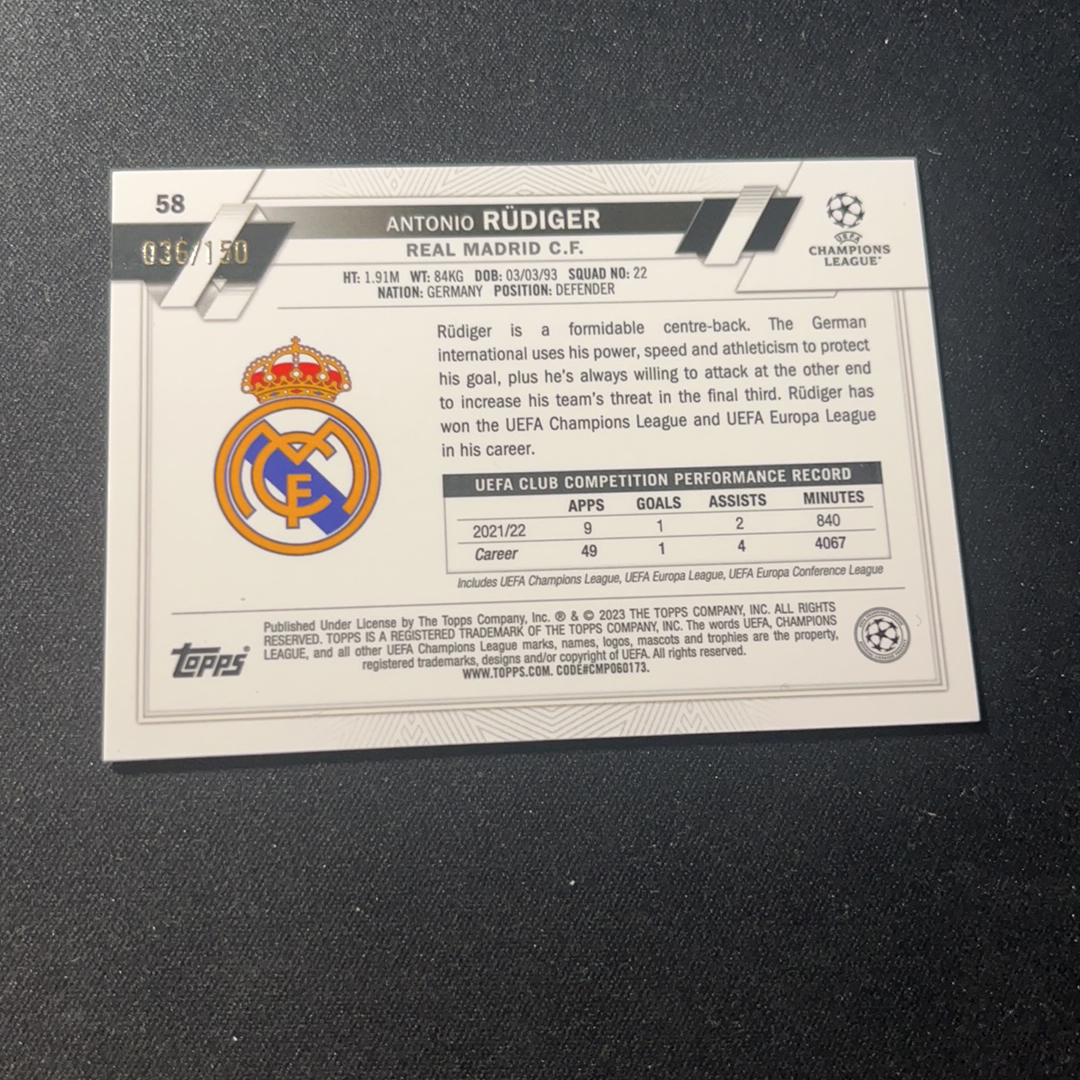 58
036/150
ANTONIO RÜDIGER
REAL MADRID C.F.
HT: 1.91M WT: 84KG DOB: 03/03/93 SQUAD NO: 22
NATION: GERMANY POSITION: DEFENDER
UEFA
CHAMPIONS
LEAGUE
Rüdiger is a formidable centre-back. The German
international uses his power, speed and athleticism to protect
his goal, plus he's always willing to attack at the other end
to increase his team's threat in the final third. Rüdiger has
won the UEFA Champions League and UEFA Europa League
in his career.
UEFA CLUB COMPETITION PERFORMANCE RECORD
APPS GOALS ASSISTS MINUTES
2021/22 9 1 2 840
Career 49 1 4 4067
Includes UEFA Champions League, UEFA Europa League, UEFA Europa Conference League
topps®
Published Under License by The Topps Company, Inc. ® & © 2023 THE TOPPS COMPANY, INC. ALL RIGHTS
RESERVED. TOPPS IS A REGISTERED TRADEMARK OF THE TOPPS COMPANY, INC. The words UEFA, CHAMPIONS
LEAGUE, and all other UEFA Champions League marks, names, logos, mascots and trophies are the property,
registered trademarks, designs and/or copyright of UEFA. All rights reserved.
WWW.TOPPS.COM. CODE#CMP060173.